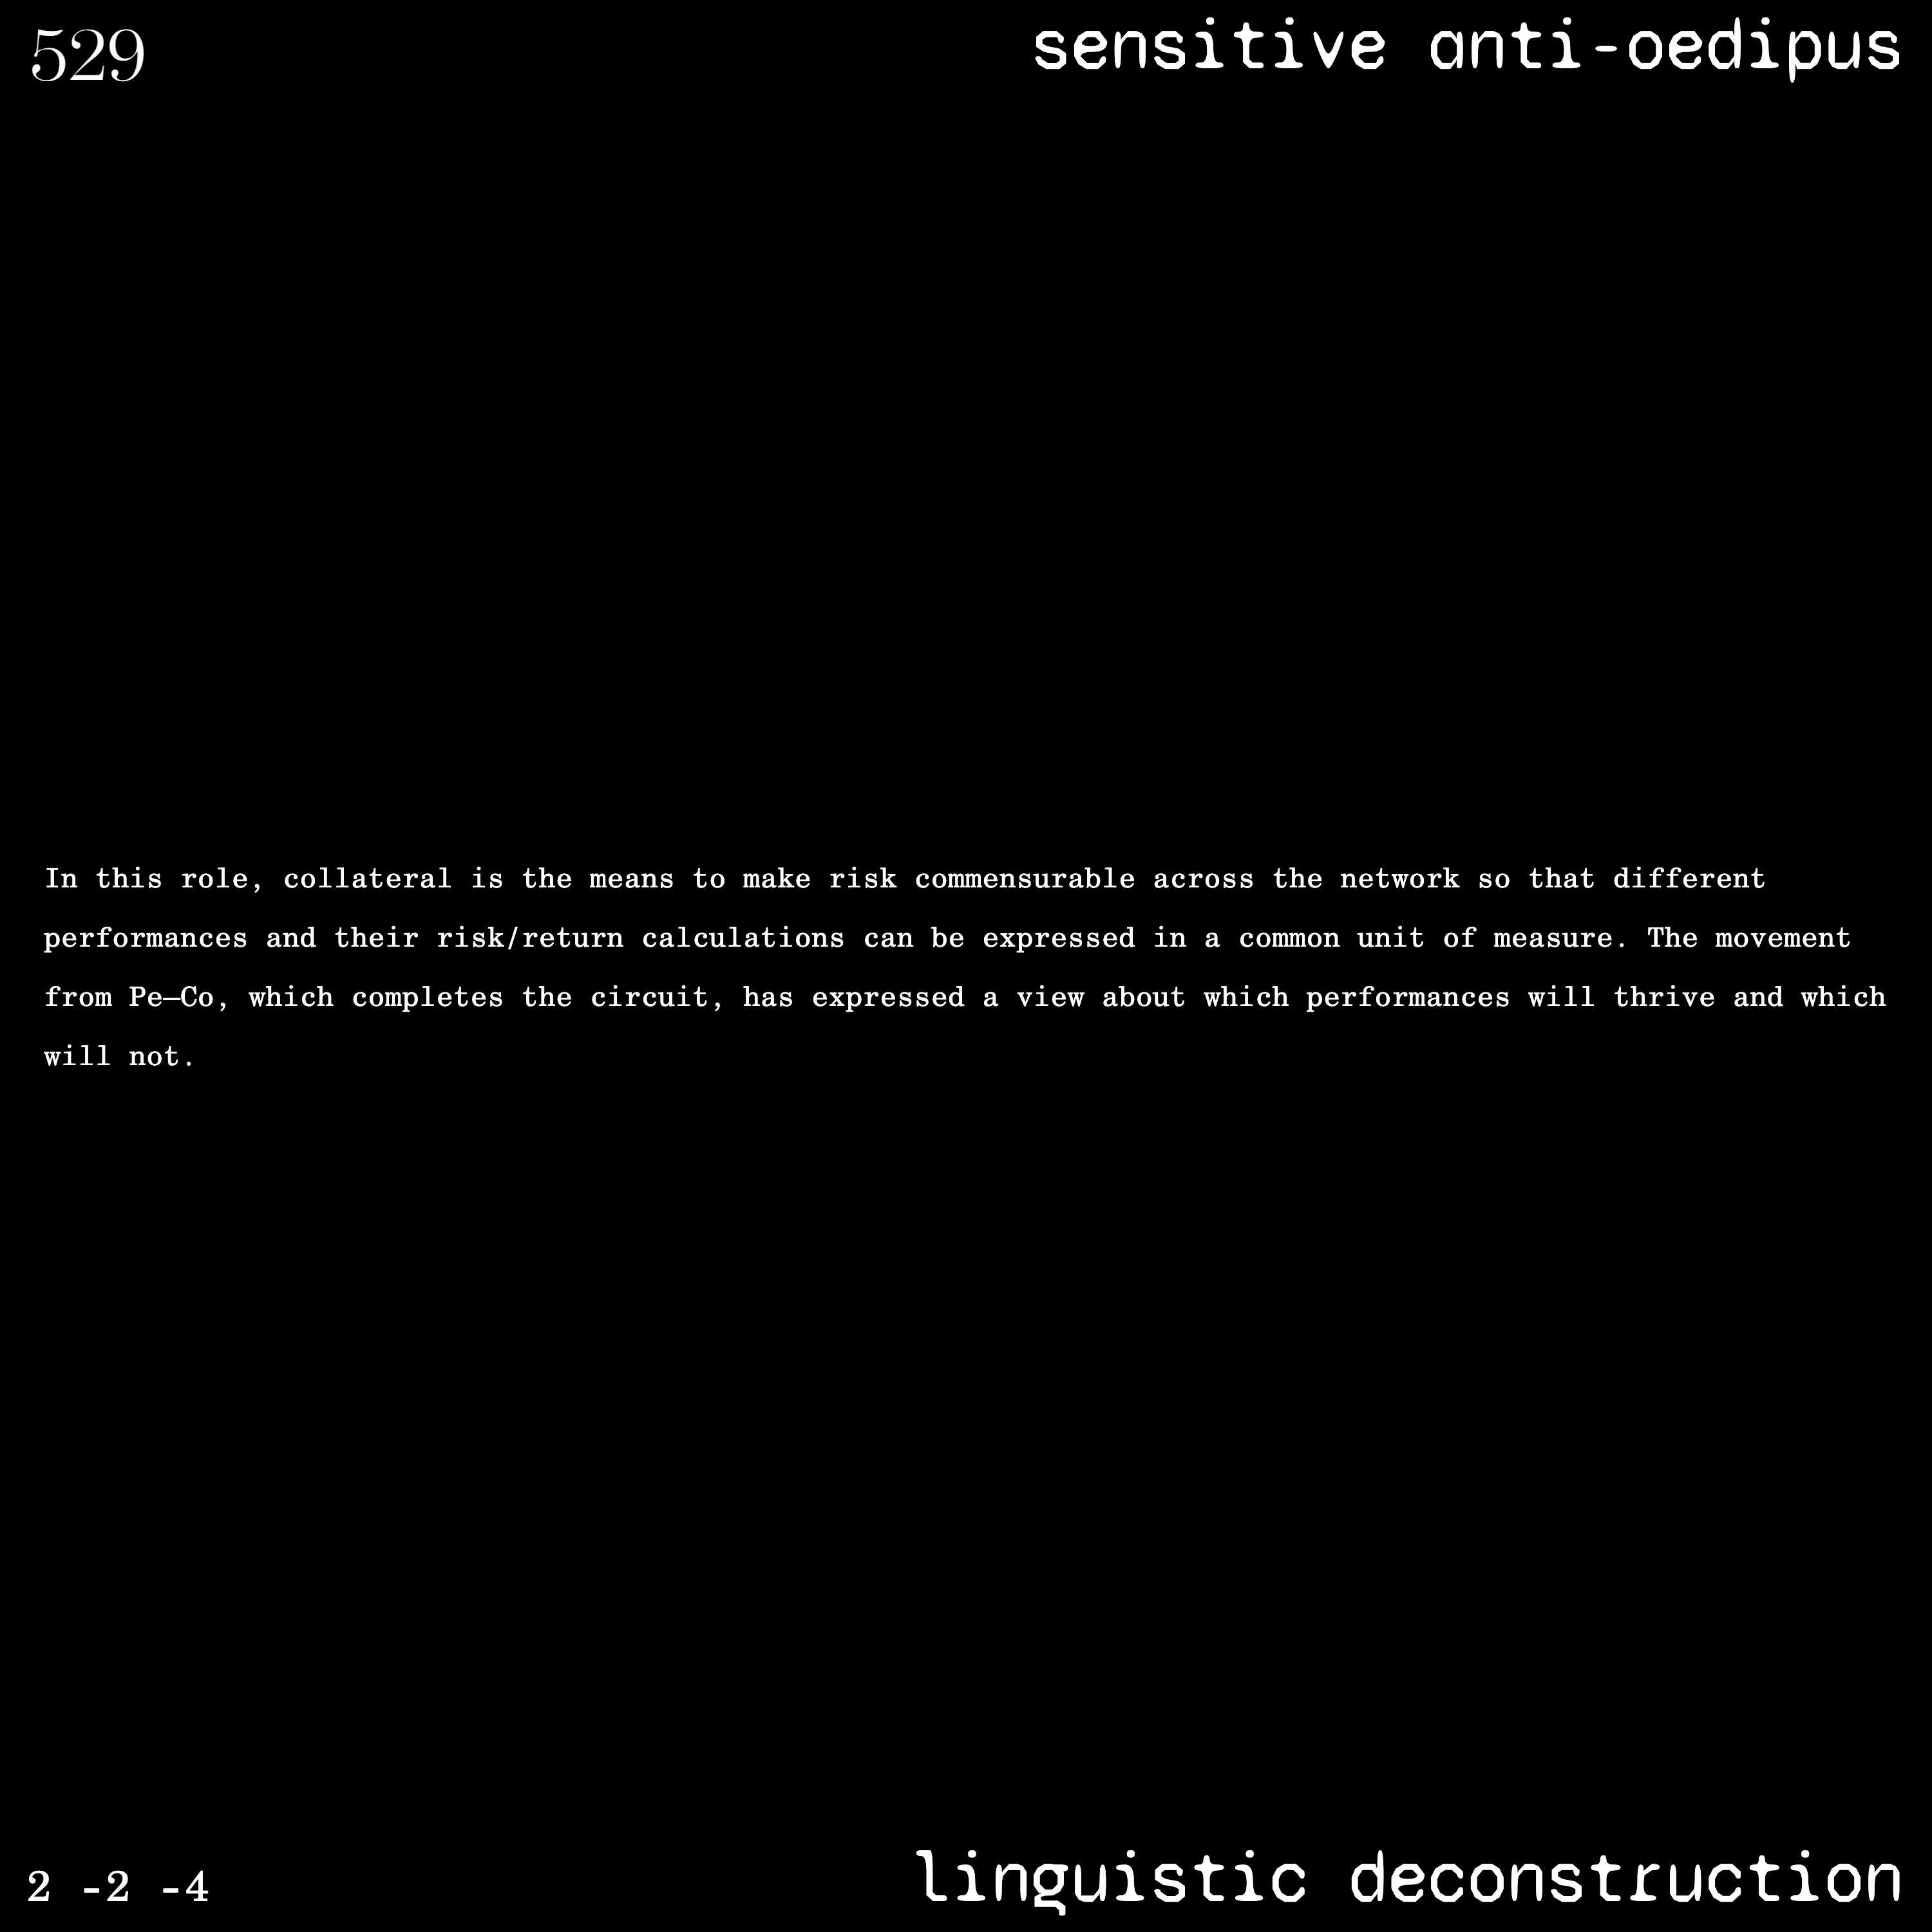 529
sensitive anti-oedipus
In this role, collateral is the means to make risk commensurable across the network so that different
performances and their risk/return calculations can be expressed in a common unit of measure. The movement
from Pe—Co, which completes the circuit, has expressed a view about which performances will thrive and which
will not.
2 -2 -4
linguistic deconstruction